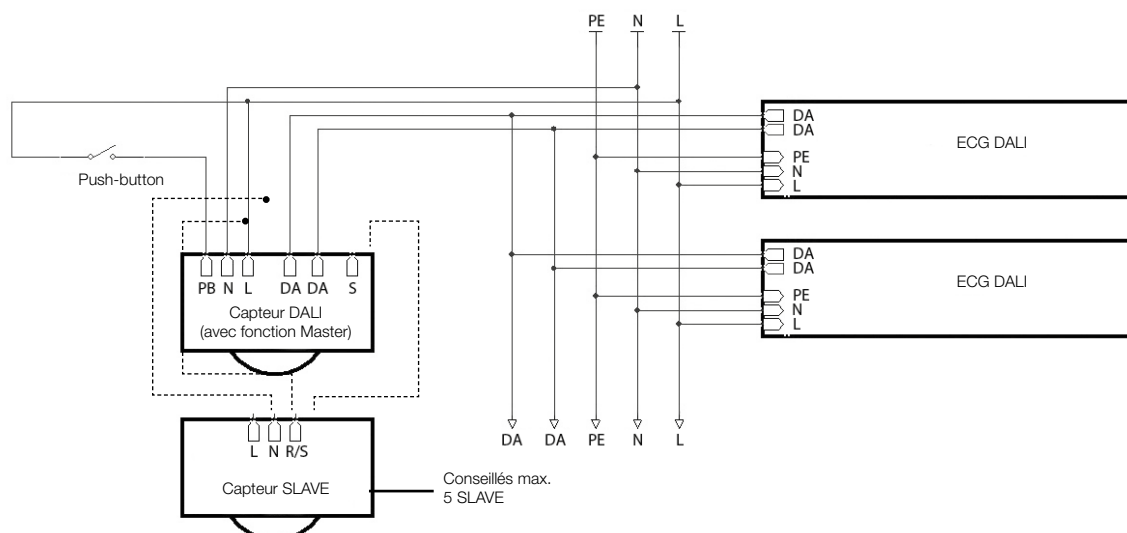 PE N L
DA
DA
ECG DALI
PE
N
L
Push-button
DA
DA
ECG DALI
PE
N
L
PB N L DA DA S
Capteur DALI
(avec fonction Master)
DA DA PE N L
L N R/S
Capteur SLAVE
Conseillés max.
5 SLAVE